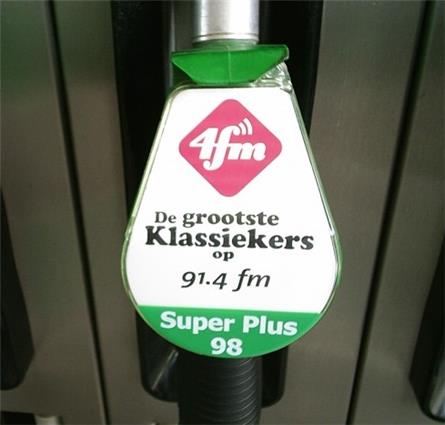 4fm
De grootste
Klassiekers
op
91.4 fm
Super Plus
98